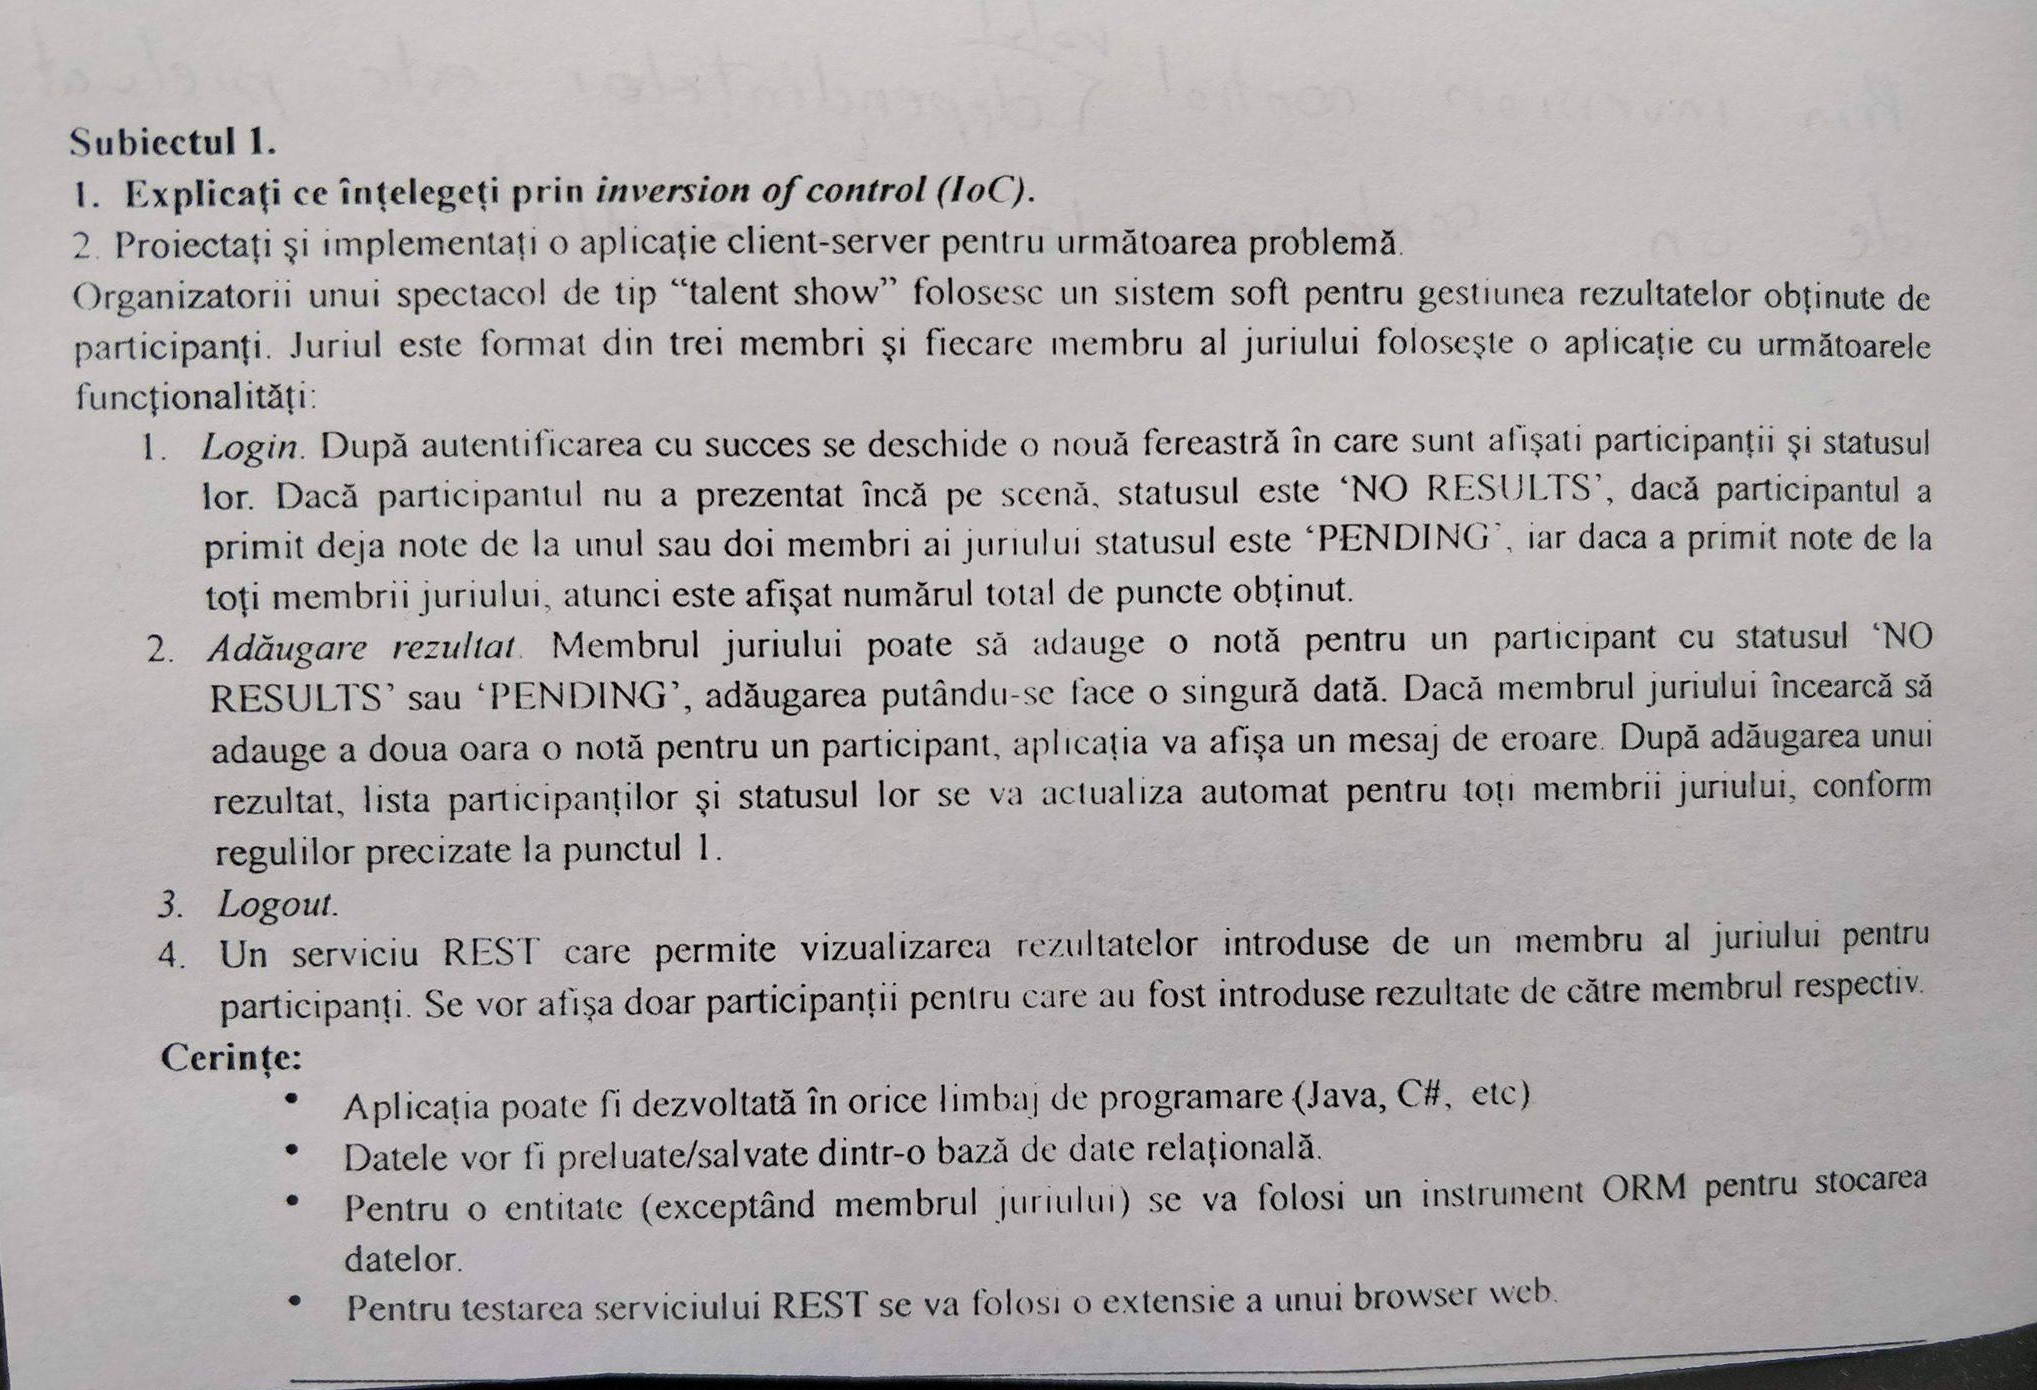 Subiectul 1.
1. Explicați ce înțelegeți prin inversion of control (IoC).
2. Proiectați și implementați o aplicație client-server pentru următoarea problemă.
Organizatorii unui spectacol de tip “talent show” folosesc un sistem soft pentru gestiunea rezultatelor obținute de
participanți. Juriul este format din trei membri și fiecare membru al juriului folosește o aplicație cu următoarele
funcționalități:
1. Login. După autentificarea cu succes se deschide o nouă fereastră în care sunt afișati participanții și statusul
lor. Dacă participantul nu a prezentat încă pe scenă, statusul este ‘NO RESULTS’, dacă participantul a
primit deja note de la unul sau doi membri ai juriului statusul este ‘PENDING’, iar daca a primit note de la
toți membrii juriului, atunci este afișat numărul total de puncte obținut.
2. Adăugare rezultat. Membrul juriului poate să adauge o notă pentru un participant cu statusul ‘NO
RESULTS’ sau ‘PENDING’, adăugarea putându-se face o singură dată. Dacă membrul juriului încearcă să
adauge a doua oara o notă pentru un participant, aplicația va afișa un mesaj de eroare. După adăugarea unui
rezultat, lista participanților și statusul lor se va actualiza automat pentru toți membrii juriului, conform
regulilor precizate la punctul 1.
3. Logout.
4. Un serviciu REST care permite vizualizarea rezultatelor introduse de un membru al juriului pentru
participanți. Se vor afișa doar participanții pentru care au fost introduse rezultate de către membrul respectiv.
Cerințe:
• Aplicația poate fi dezvoltată în orice limbaj de programare (Java, C#, etc)
• Datele vor fi preluate/salvate dintr-o bază de date relațională.
• Pentru o entitate (exceptând membrul juriului) se va folosi un instrument ORM pentru stocarea
datelor.
• Pentru testarea serviciului REST se va folosi o extensie a unui browser web.